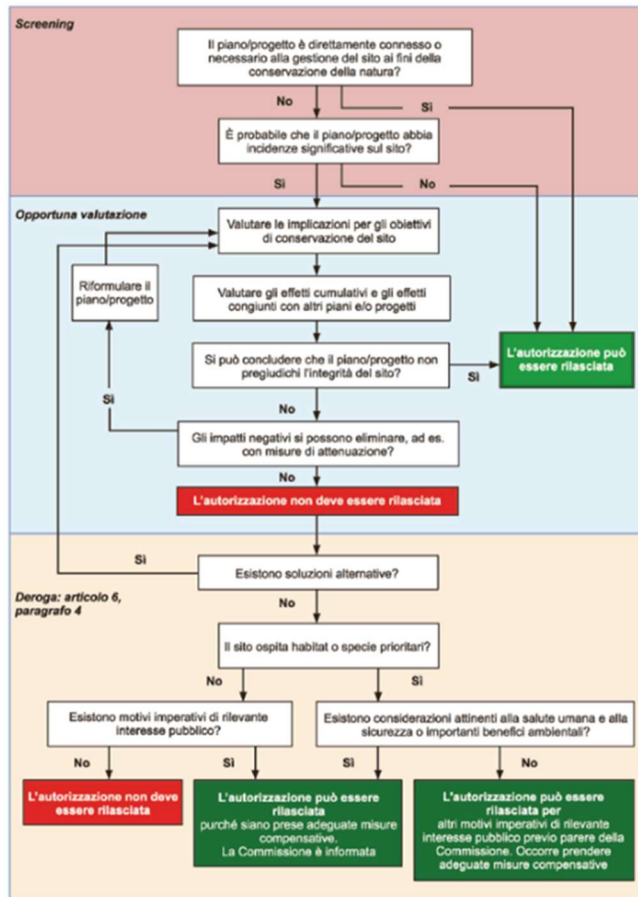 Screening
Il piano/progetto è direttamente connesso o
necessario alla gestione del sito ai fini della
conservazione della natura?
No
Sì
È probabile che il piano/progetto abbia
incidenze significative sul sito?
Sì
No
Opportuna valutazione
Valutare le implicazioni per gli obiettivi
di conservazione del sito
Riformulare il
piano/progetto
Valutare gli effetti cumulativi e gli effetti
congiunti con altri piani e/o progetti
Si può concludere che il piano/progetto non
pregiudichi l'integrità del sito?
Sì
L'autorizzazione può
essere rilasciata
Sì
No
Gli impatti negativi si possono eliminare, ad es.
con misure di attenuazione?
No
L'autorizzazione non deve essere rilasciata
Sì
Esistono soluzioni alternative?
Deroga: articolo 6,
paragrafo 4
No
Il sito ospita habitat o specie prioritari?
No
Sì
Esistono motivi imperativi di rilevante
interesse pubblico?
Esistono considerazioni attinenti alla salute umana e alla
sicurezza o importanti benefici ambientali?
No
Sì
Sì
No
L'autorizzazione non deve
essere rilasciata
L'autorizzazione può essere
rilasciata
purché siano prese adeguate misure
compensative.
La Commissione è informata
L'autorizzazione può essere
rilasciata per
altri motivi imperativi di rilevante
interesse pubblico previo parere della
Commissione. Occorre prendere
adeguate misure compensative